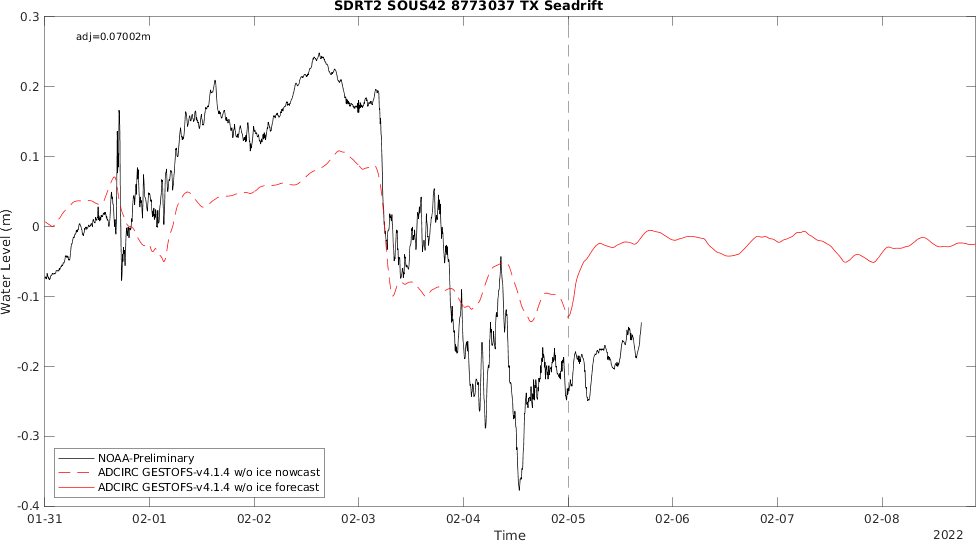 SDRT2 SOUS42 8773037 TX Seadrift
adj=0.07002m
0.3
0.2
0.1
0
-0.1
-0.2
-0.3
-0.4
Water Level (m)
NOAA-Preliminary
ADCIRC GESTOFS-v4.1.4 w/o ice nowcast
ADCIRC GESTOFS-v4.1.4 w/o ice forecast
01-31 02-01 02-02 02-03 02-04 02-05 02-06 02-07 02-08
Time
2022